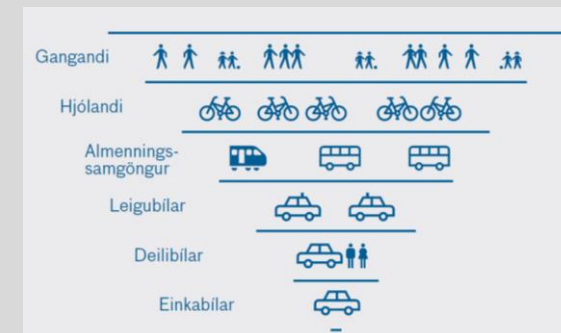 Gangandi
Hjólandi
Almennings-
samgöngur
Leigubílar
Deilibílar
Einkabílar